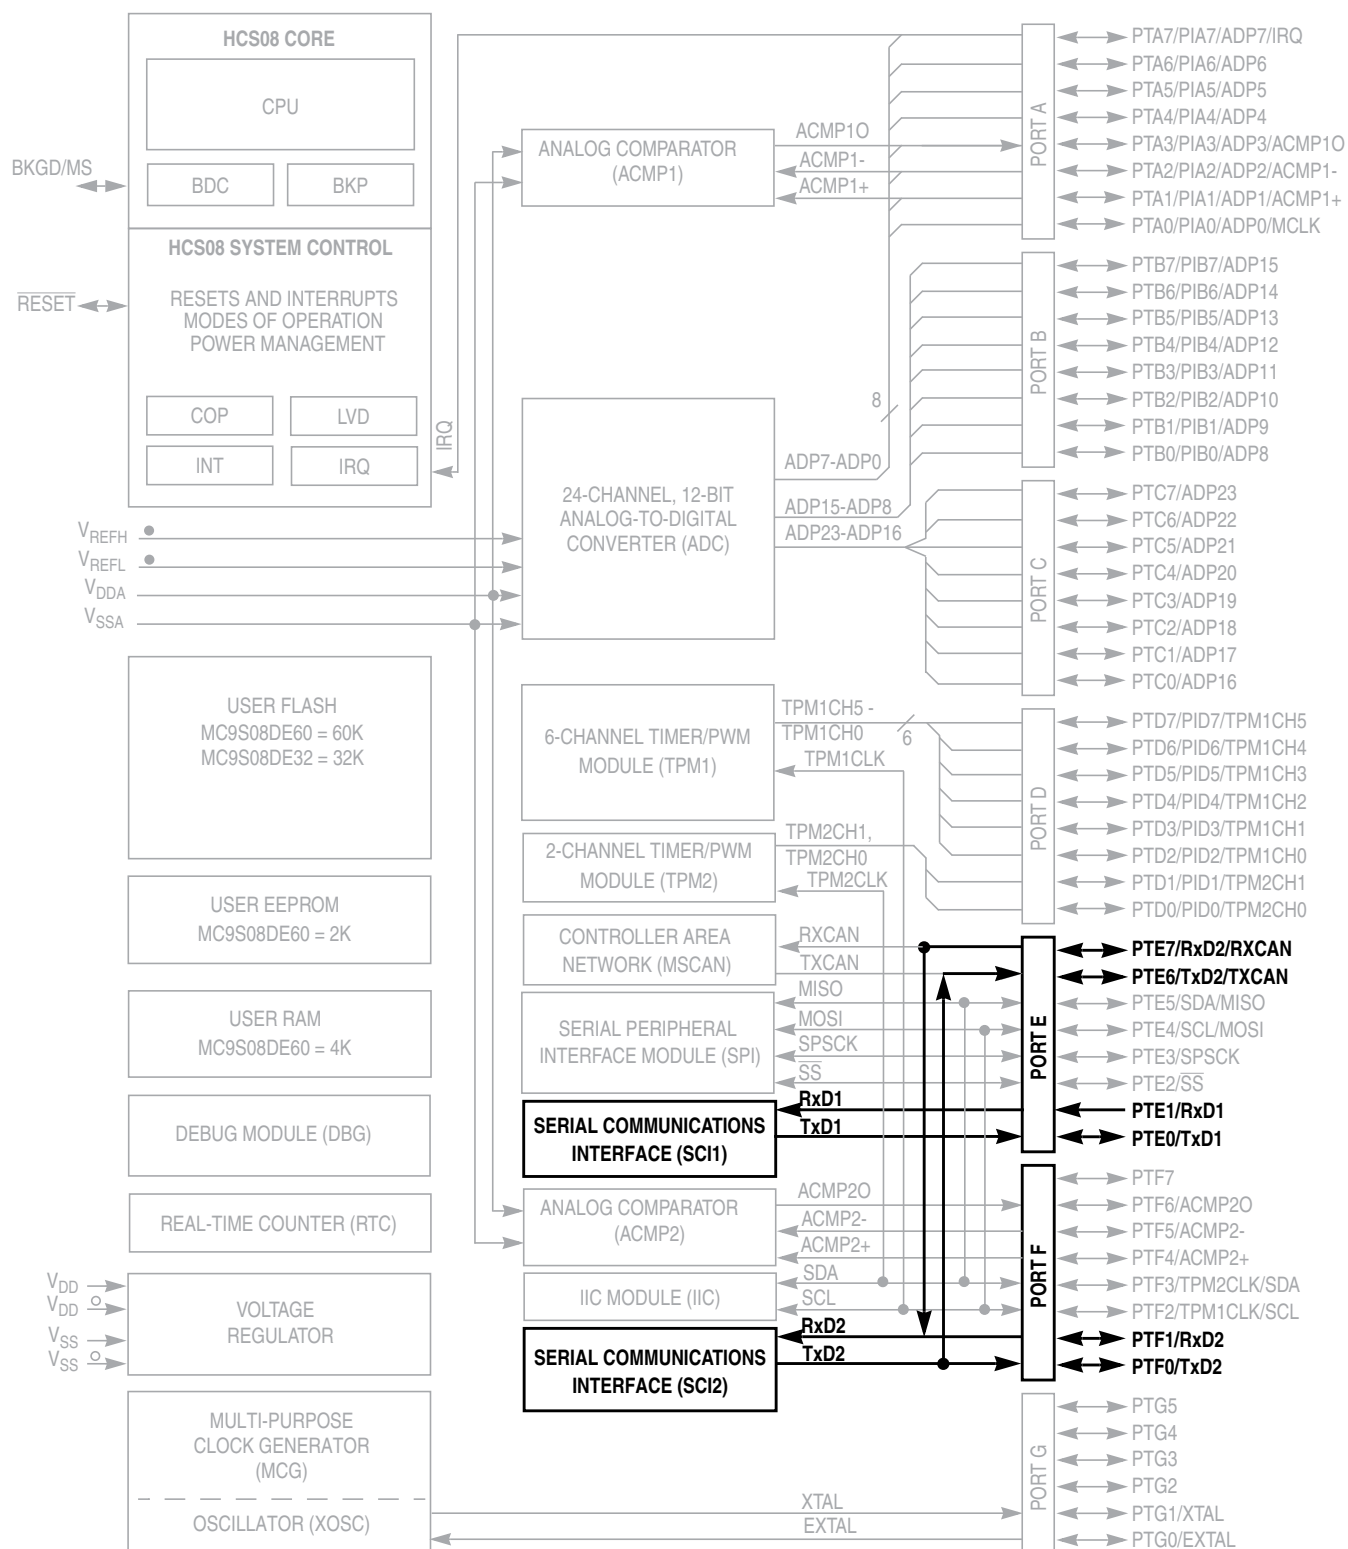 HCS08 CORE
CPU
BDC
BKP
BKGD/MS
HCS08 SYSTEM CONTROL
RESETS AND INTERRUPTS
MODES OF OPERATION
POWER MANAGEMENT
RESET
COP
LVD
INT
IRQ
IRQ
VREFH
VREFL
VDDA
VSSA
USER FLASH
MC9S08DE60 = 60K
MC9S08DE32 = 32K
USER EEPROM
MC9S08DE60 = 2K
USER RAM
MC9S08DE60 = 4K
DEBUG MODULE (DBG)
REAL-TIME COUNTER (RTC)
VDD
VDD
VSS
VSS
VOLTAGE
REGULATOR
MULTI-PURPOSE
CLOCK GENERATOR
(MCG)
OSCILLATOR (XOSC)
ANALOG COMPARATOR
(ACMP1)
ACMP1O
ACMP1-
ACMP1+
24-CHANNEL, 12-BIT
ANALOG-TO-DIGITAL
CONVERTER (ADC)
8
ADP7-ADP0
ADP15-ADP8
ADP23-ADP16
6-CHANNEL TIMER/PWM
MODULE (TPM1)
TPM1CH5 -
TPM1CH0
6
TPM1CLK
2-CHANNEL TIMER/PWM
MODULE (TPM2)
TPM2CH1,
TPM2CH0
TPM2CLK
CONTROLLER AREA
NETWORK (MSCAN)
RXCAN
TXCAN
SERIAL PERIPHERAL
INTERFACE MODULE (SPI)
MISO
MOSI
SPSCK
SS
SERIAL COMMUNICATIONS
INTERFACE (SCI1)
RxD1
TxD1
ANALOG COMPARATOR
(ACMP2)
ACMP2O
ACMP2-
ACMP2+
IIC MODULE (IIC)
SDA
SCL
SERIAL COMMUNICATIONS
INTERFACE (SCI2)
RxD2
TxD2
XTAL
EXTAL
PORT A
PTA7/PIA7/ADP7/IRQ
PTA6/PIA6/ADP6
PTA5/PIA5/ADP5
PTA4/PIA4/ADP4
PTA3/PIA3/ADP3/ACMP1O
PTA2/PIA2/ADP2/ACMP1-
PTA1/PIA1/ADP1/ACMP1+
PTA0/PIA0/ADP0/MCLK
PORT B
PTB7/PIB7/ADP15
PTB6/PIB6/ADP14
PTB5/PIB5/ADP13
PTB4/PIB4/ADP12
PTB3/PIB3/ADP11
PTB2/PIB2/ADP10
PTB1/PIB1/ADP9
PTB0/PIB0/ADP8
PORT C
PTC7/ADP23
PTC6/ADP22
PTC5/ADP21
PTC4/ADP20
PTC3/ADP19
PTC2/ADP18
PTC1/ADP17
PTC0/ADP16
PORT D
PTD7/PID7/TPM1CH5
PTD6/PID6/TPM1CH4
PTD5/PID5/TPM1CH3
PTD4/PID4/TPM1CH2
PTD3/PID3/TPM1CH1
PTD2/PID2/TPM1CH0
PTD1/PID1/TPM2CH1
PTD0/PID0/TPM2CH0
PORT E
PTE7/RxD2/RXCAN
PTE6/TxD2/TXCAN
PTE5/SDA/MISO
PTE4/SCL/MOSI
PTE3/SPSCK
PTE2/SS
PTE1/RxD1
PTE0/TxD1
PORT F
PTF7
PTF6/ACMP2O
PTF5/ACMP2-
PTF4/ACMP2+
PTF3/TPM2CLK/SDA
PTF2/TPM1CLK/SCL
PTF1/RxD2
PTF0/TxD2
PORT G
PTG5
PTG4
PTG3
PTG2
PTG1/XTAL
PTG0/EXTAL